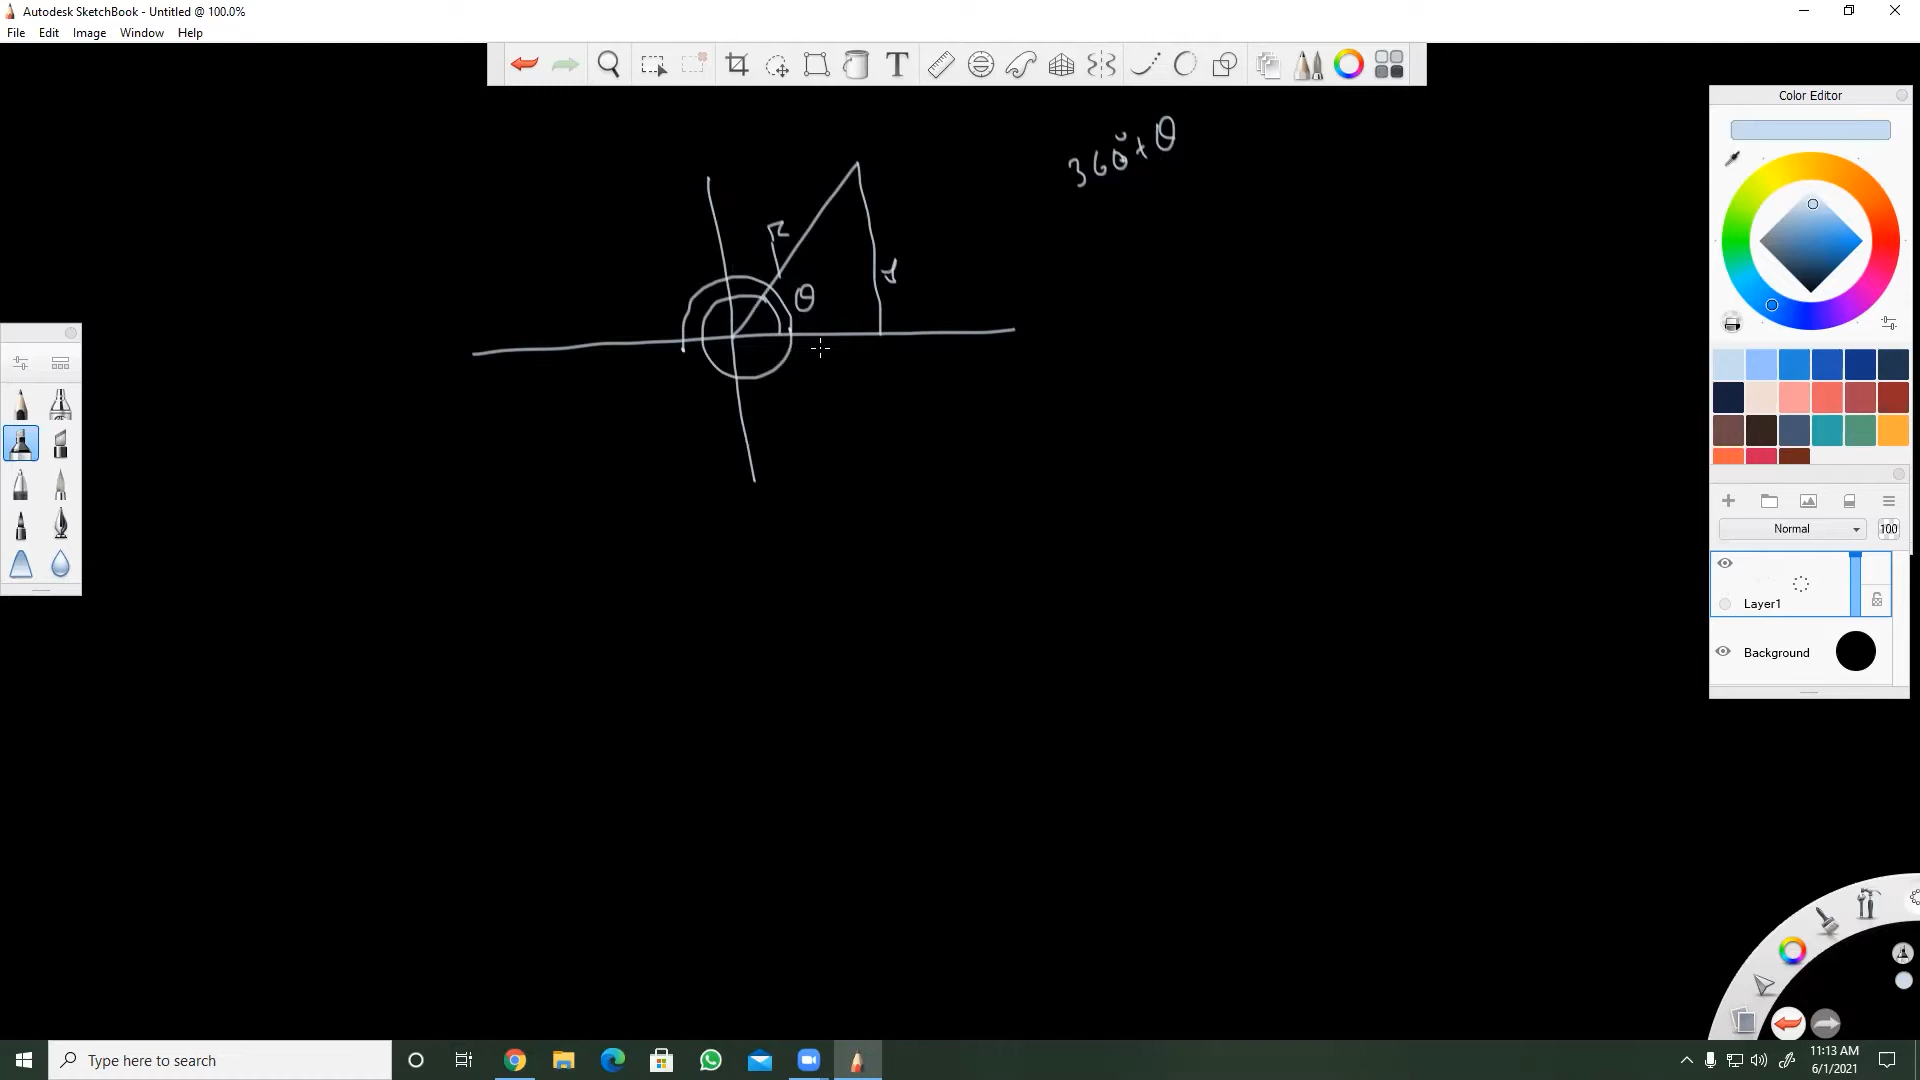 Autodesk SketchBook - Untitled @ 100.0%
File Edit Image Window Help
T
Color Editor
360° + θ
r
θ
y
Normal 100
Layer1
Background
Type here to search
11:13 AM
6/1/2021